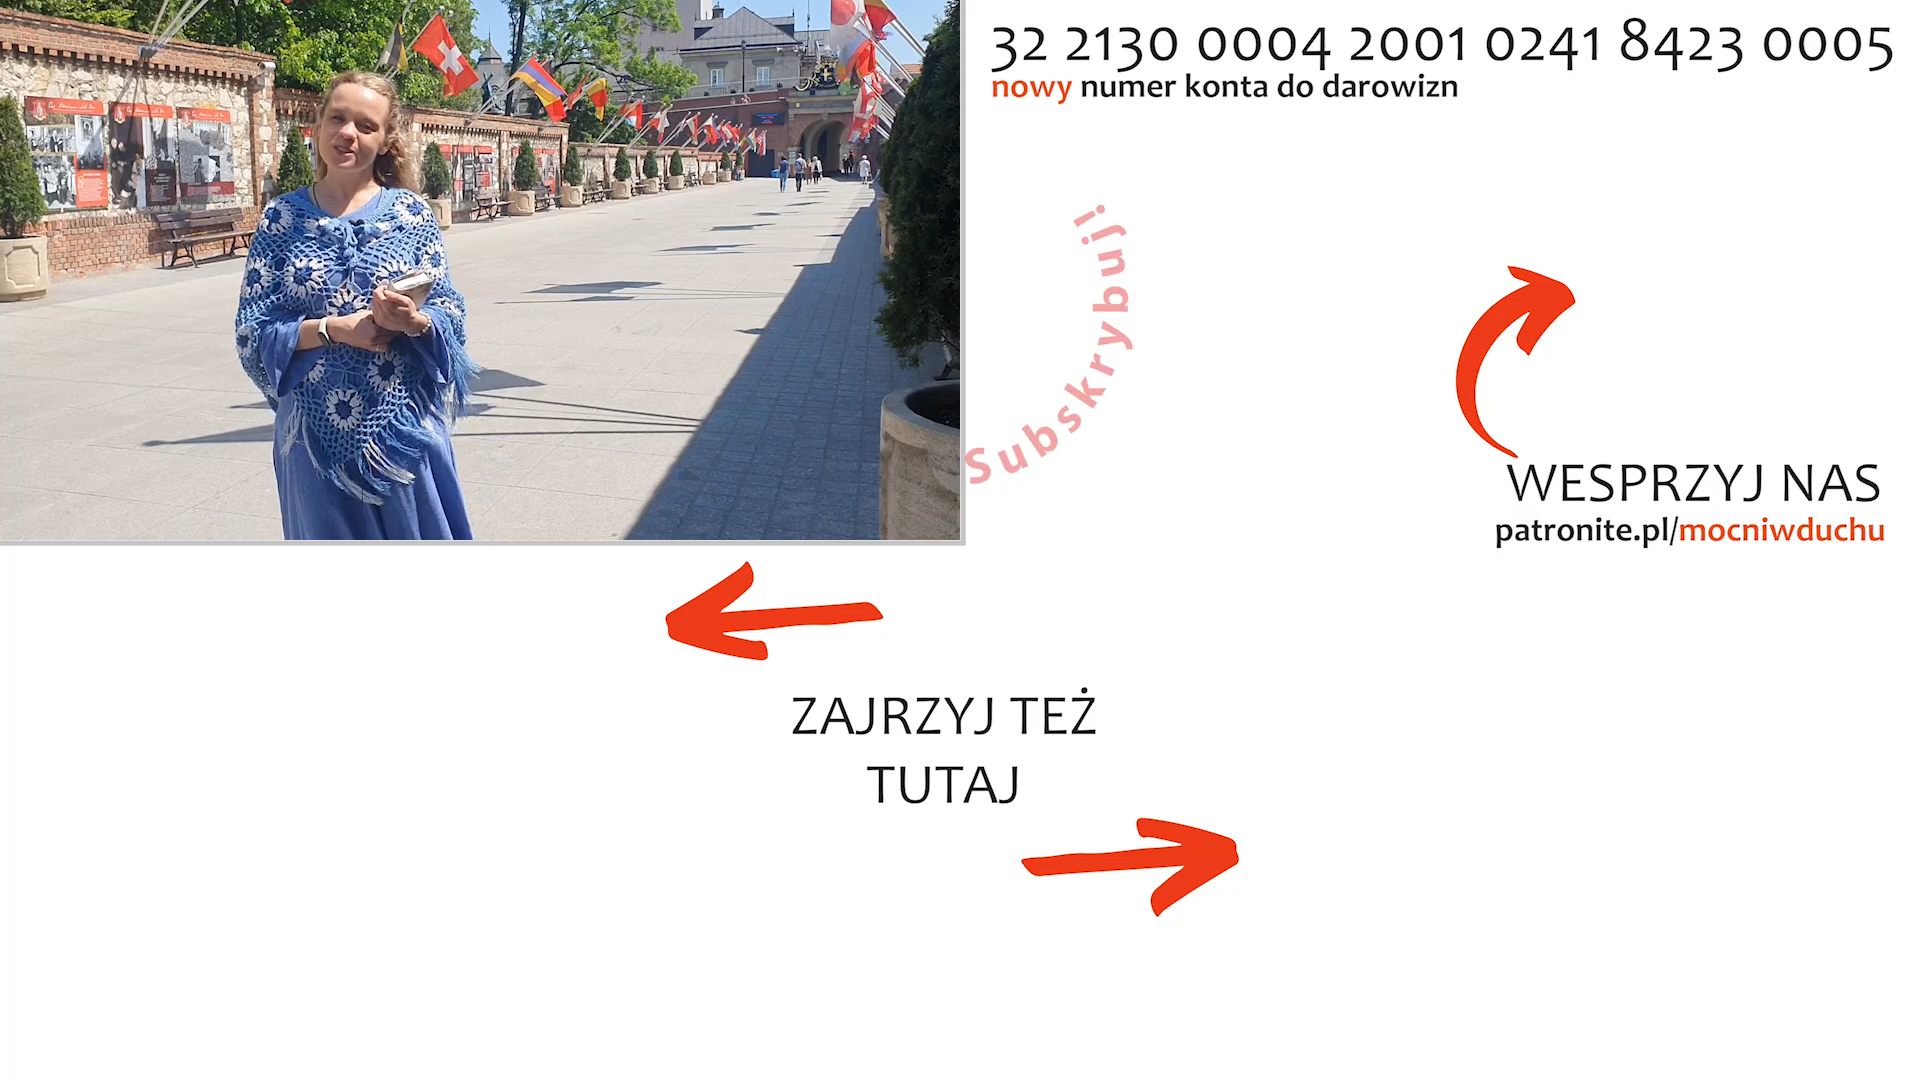 32 2130 0004 2001 0241 8423 0005
nowy numer konta do darowizn
Subskrybuj!
WESPRZYJ NAS
patronite.pl/mocniwduchu
ZAJRZYJ TEŻ
TUTAJ